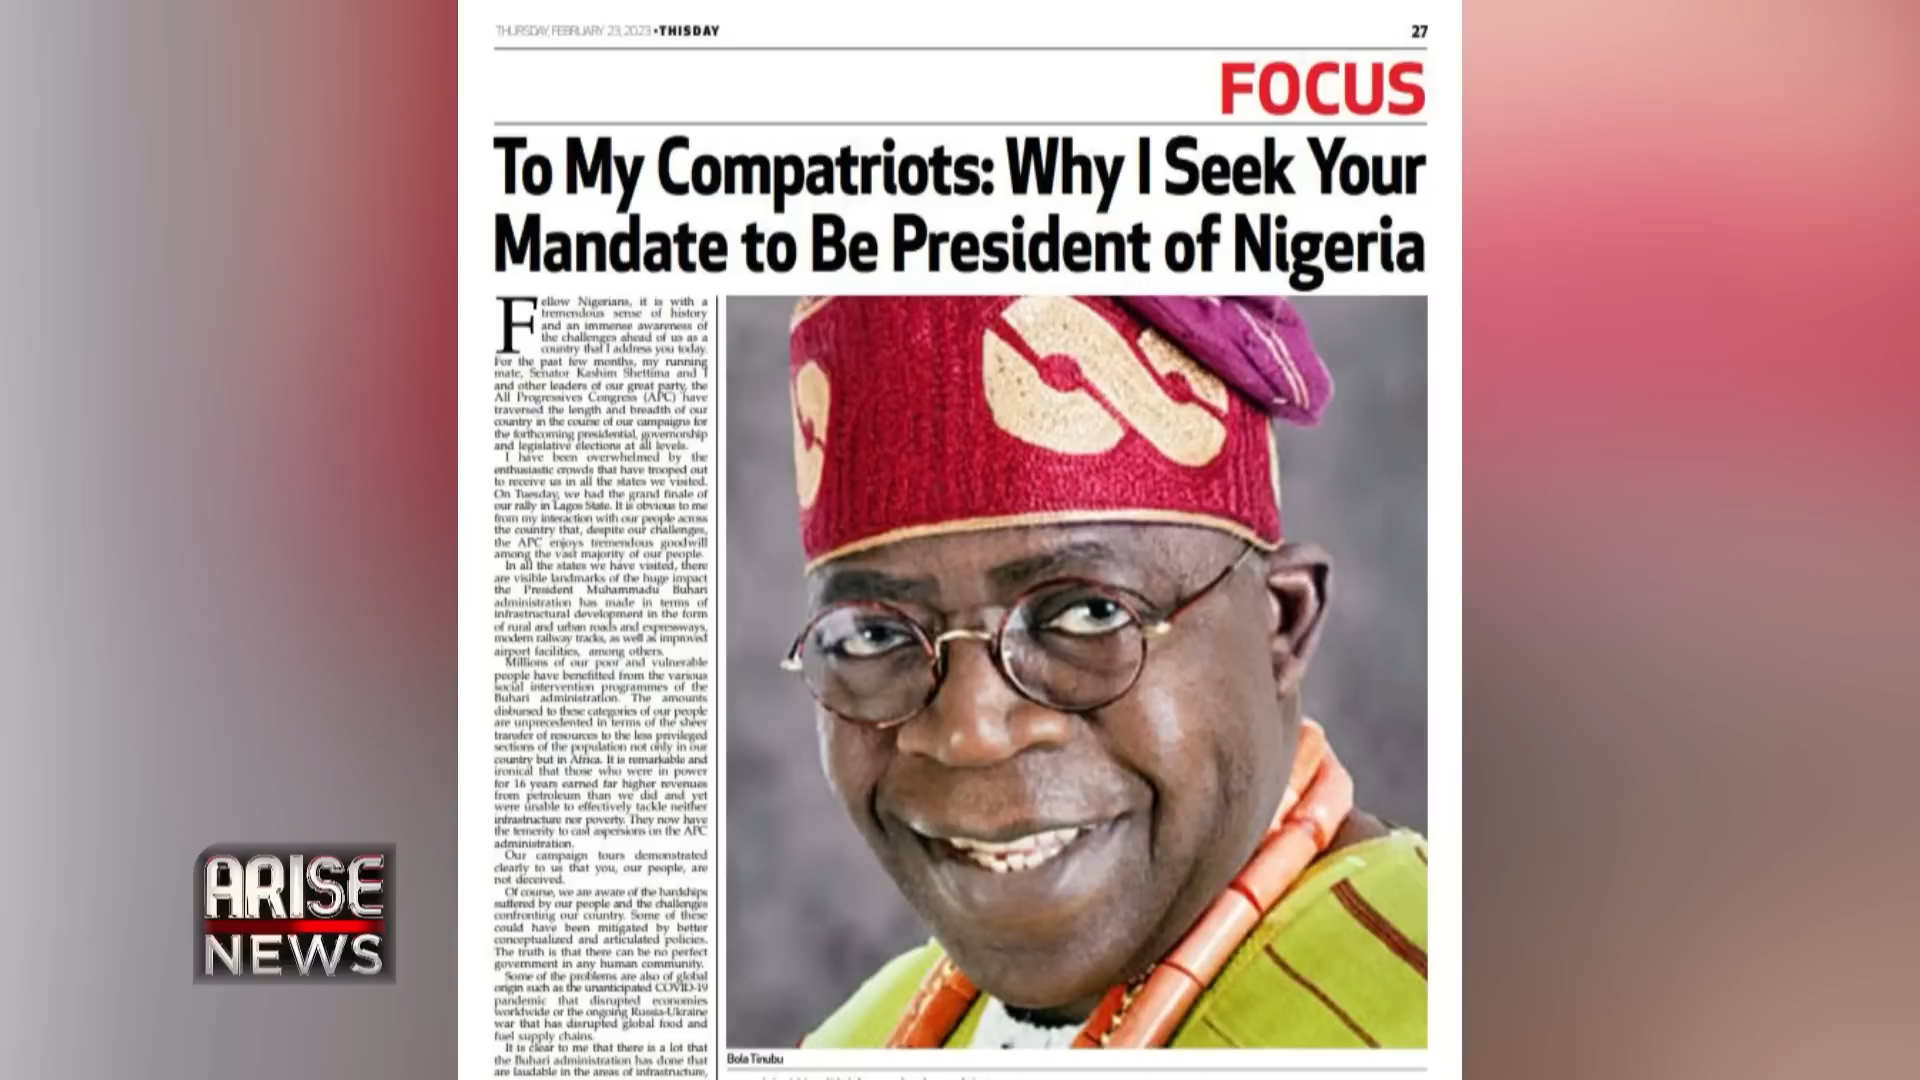 THURSDAY, FEBRUARY 23, 2023 • THISDAY
27
FOCUS
To My Compatriots: Why I Seek Your
Mandate to Be President of Nigeria
Fellow Nigerians, it is with a
tremendous sense of history
and an immense awareness of
the challenges ahead of us as a
country that I address you today.
For the past few months, my running
mate, Senator Kashim Shettima and I
and other leaders of our great party, the
All Progressives Congress (APC) have
traversed the length and breadth of our
country in the course of our campaigns for
the forthcoming presidential, governorship
and legislative elections at all levels.
I have been overwhelmed by the
enthusiastic crowds that have trooped out
to receive us in all the states we visited.
On Tuesday, we had the grand finale of
our rally in Lagos State. It is obvious to me
from my interaction with our people across
the country that, despite our challenges,
the APC enjoys tremendous goodwill
among the vast majority of our people.
In all the states we have visited, there
are visible landmarks of the huge impact
the President Muhammadu Buhari
administration has made in terms of
infrastructural development in the form
of rural and urban roads and expressways,
modern railway tracks, as well as improved
airport facilities, among others.
Millions of our poor and vulnerable
people have benefitted from the various
social intervention programmes of the
Buhari administration. The amounts
disbursed to these categories of our people
are unprecedented in terms of the sheer
transfer of resources to the less privileged
sections of the population not only in our
country but in Africa. It is remarkable and
ironical that those who were in power
for 16 years earned far higher revenues
from petroleum than we did and yet
were unable to effectively tackle neither
infrastructure nor poverty. They now have
the temerity to cast aspersions on the APC
administration.
Our campaign tours demonstrated
clearly to us that you, our people, are
not deceived.
Of course, we are aware of the hardships
suffered by our people and the challenges
confronting our country. Some of these
could have been mitigated by better
conceptualized and articulated policies.
The truth is that there can be no perfect
government in any human community.
Some of the problems are also of global
origin such as the unanticipated COVID-19
pandemic that disrupted economies
worldwide or the ongoing Russia-Ukraine
war that has disrupted global food and
fuel supply chains.
It is clear to me that there is a lot that
the Buhari administration has done that
are laudable in the areas of infrastructure,
Bola Tinubu
ARISE
NEWS